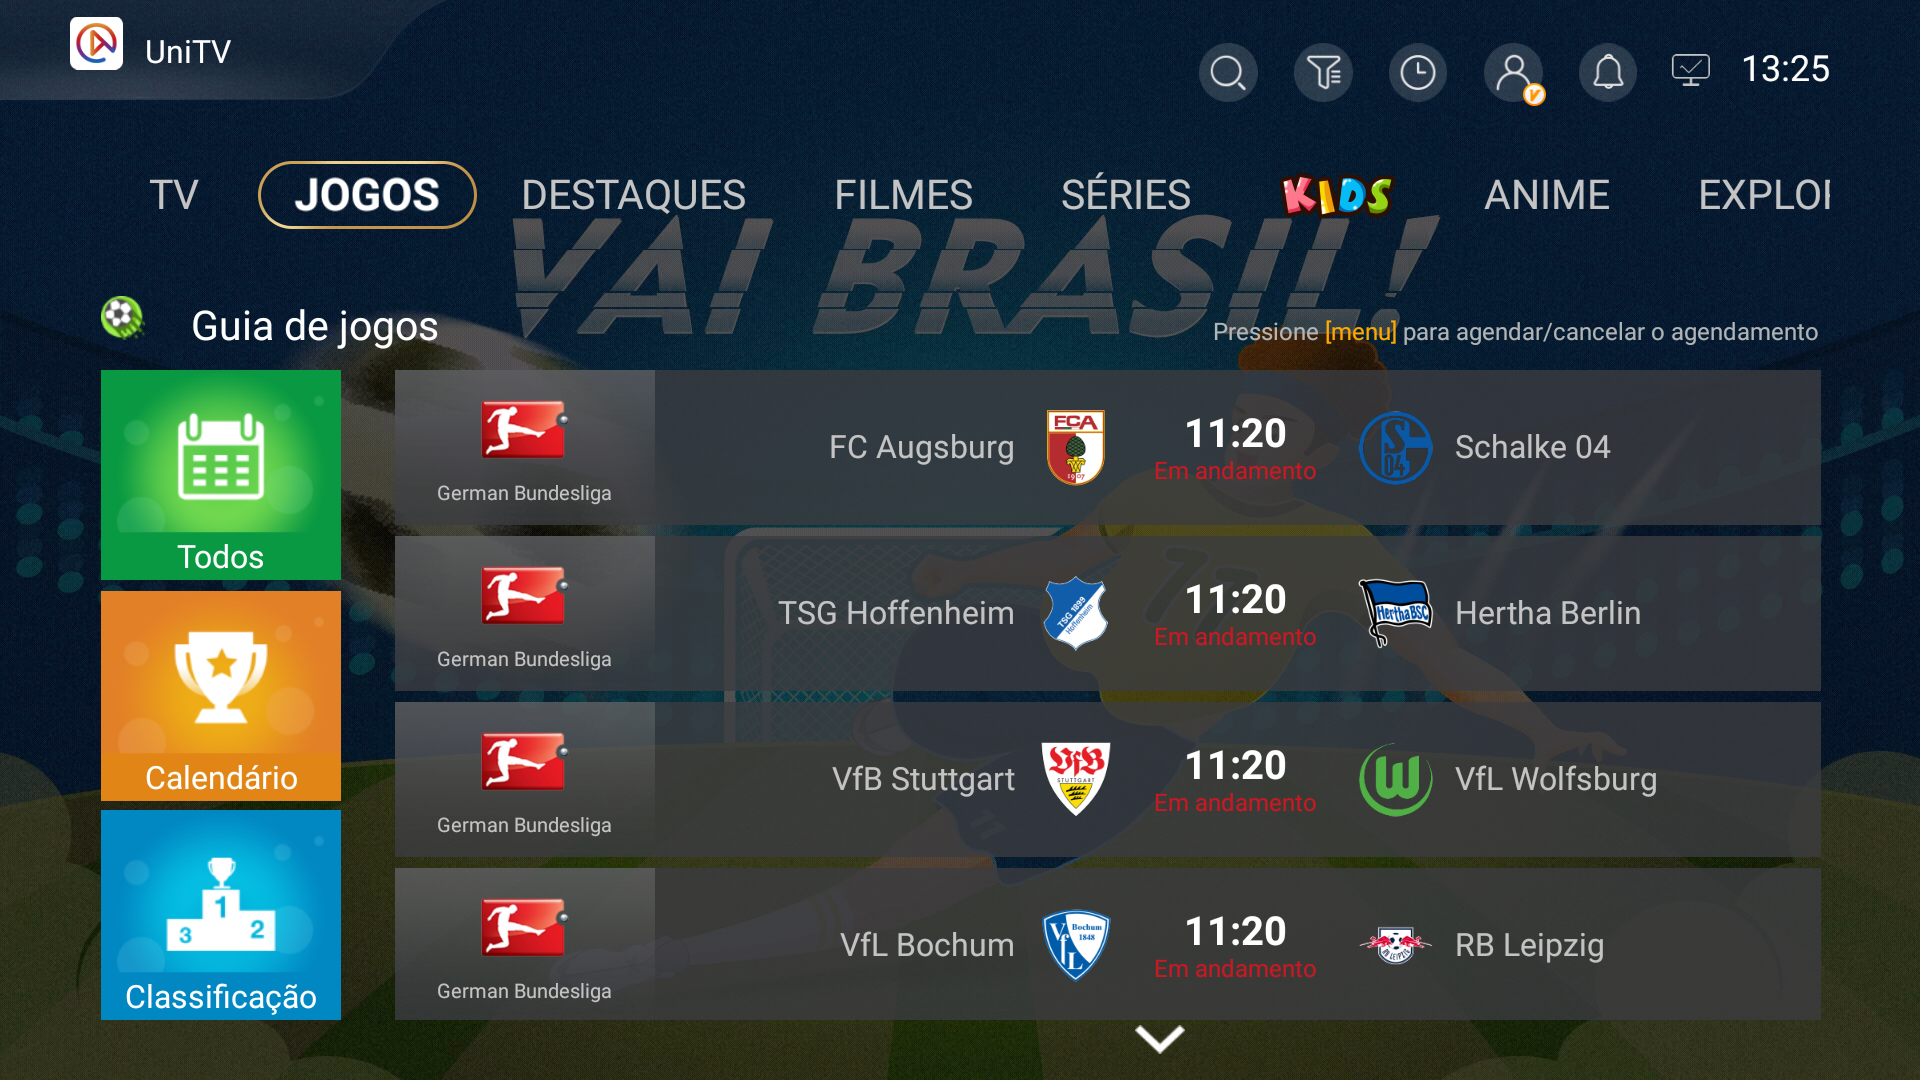 UniTV
13:25
TV JOGOS DESTAQUES FILMES SÉRIES KIDS ANIME EXPLOR
VAI BRASIL!
Guia de jogos
Pressione [menu] para agendar/cancelar o agendamento
Todos
Calendário
3 1 2
Classificação
German Bundesliga
FC Augsburg
FCA
1907
11:20
Em andamento
S 04
Schalke 04
German Bundesliga
TSG Hoffenheim
TSG 1899
Hoffenheim
11:20
Em andamento
Hertha BSC
Hertha Berlin
German Bundesliga
VfB Stuttgart
VfB
STUTTGART
11:20
Em andamento
W
VfL Wolfsburg
German Bundesliga
VfL Bochum
VfL
Bochum
1848
11:20
Em andamento
RB LEIPZIG
RB Leipzig